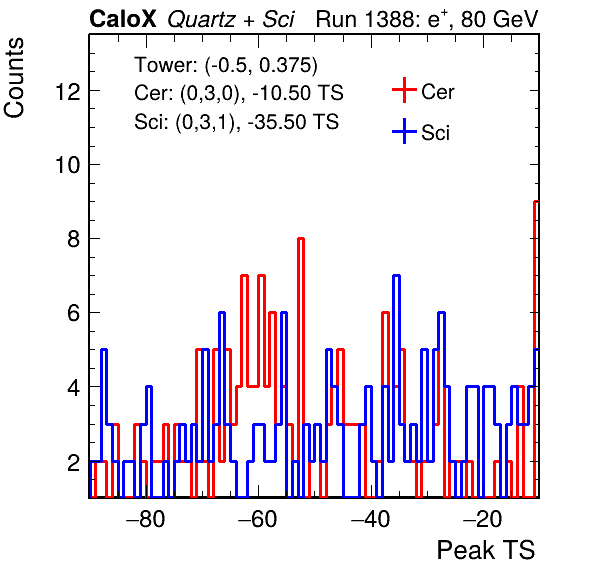 CaloX Quartz + Sci Run 1388: e+, 80 GeV
Counts
Tower: (-0.5, 0.375)
Cer: (0,3,0), -10.50 TS
Sci: (0,3,1), -35.50 TS
Cer
Sci
12
10
8
6
4
2
−80 −60 −40 −20
Peak TS